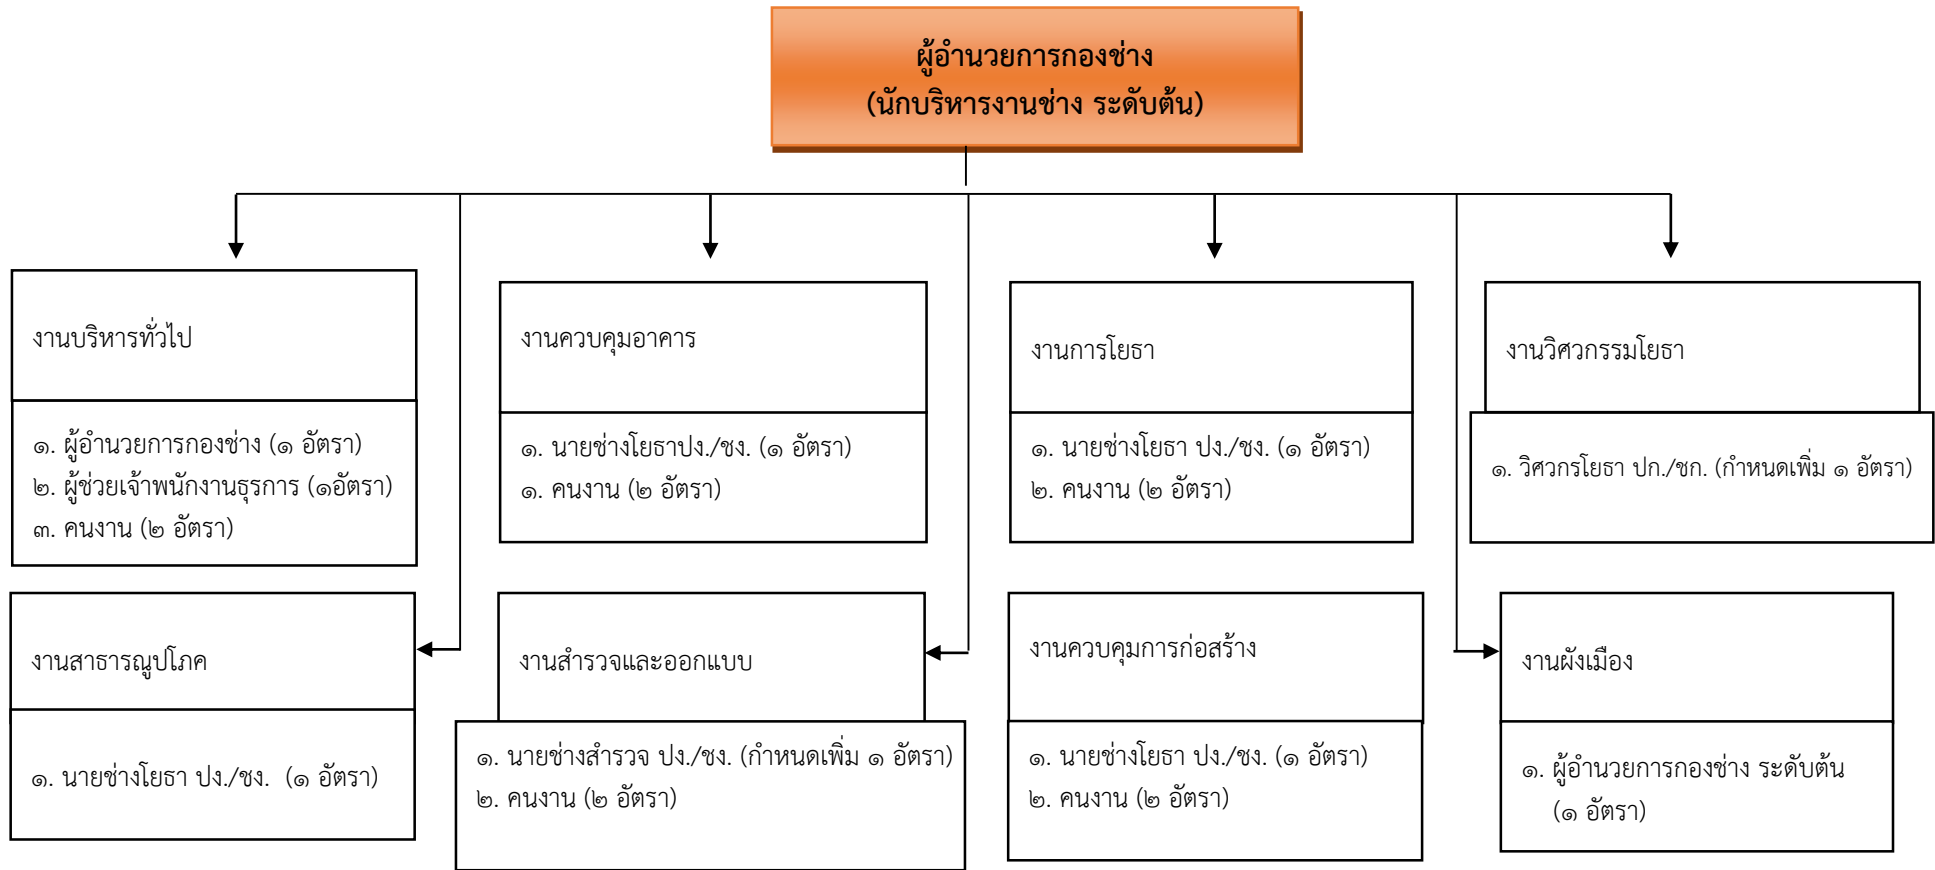 ผู้อำนวยการกองช่าง
(นักบริหารงานช่าง ระดับต้น)
งานบริหารทั่วไป
๑. ผู้อำนวยการกองช่าง (๑ อัตรา)
๒. ผู้ช่วยเจ้าพนักงานธุรการ (๑อัตรา)
๓. คนงาน (๒ อัตรา)
งานควบคุมอาคาร
๑. นายช่างโยธาปง./ชง. (๑ อัตรา)
๑. คนงาน (๒ อัตรา)
งานการโยธา
๑. นายช่างโยธา ปง./ชง. (๑ อัตรา)
๒. คนงาน (๒ อัตรา)
งานวิศวกรรมโยธา
๑. วิศวกรโยธา ปก./ชก. (กำหนดเพิ่ม ๑ อัตรา)
งานสาธารณูปโภค
๑. นายช่างโยธา ปง./ชง. (๑ อัตรา)
งานสำรวจและออกแบบ
๑. นายช่างสำรวจ ปง./ชง. (กำหนดเพิ่ม ๑ อัตรา)
๒. คนงาน (๒ อัตรา)
งานควบคุมการก่อสร้าง
๑. นายช่างโยธา ปง./ชง. (๑ อัตรา)
๒. คนงาน (๒ อัตรา)
งานผังเมือง
๑. ผู้อำนวยการกองช่าง ระดับต้น
(๑ อัตรา)